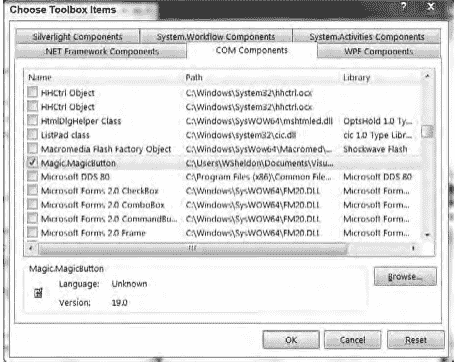 Choose Toolbox Items
? X
Silverlight Components System.Workflow Components System.Activities Components
.NET Framework Components COM Components WPF Components
Name Path Library
HHCtrl Object C:\Windows\System32\hhctrl.ocx
HHCtrl Object C:\Windows\System32\hhctrl.ocx
HtmlDlgHelper Class C:\Windows\SysWOW64\mshtmled.dll OptsHold 1.0 Ty...
ListPad class C:\Windows\system32\cic.dll cic 1.0 Type Libr...
Macromedia Flash Factory Object C:\Windows\SysWow64\Macromed\... Shockwave Flash
Magic.MagicButton C:\Users\WSheldon\Documents\Visu...
Microsoft DDS 80 C:\Program Files (x86)\Common File... Microsoft DDS 80
Microsoft Forms 2.0 CheckBox C:\Windows\SysWOW64\FM20.DLL Microsoft Form...
Microsoft Forms 2.0 ComboBox C:\Windows\SysWOW64\FM20.DLL Microsoft Form...
Microsoft Forms 2.0 CommandBu... C:\Windows\SysWOW64\FM20.DLL Microsoft Form...
Microsoft Forms 2.0 Frame C:\Windows\SysWOW64\FM20.DLL Microsoft Form...
Magic.MagicButton
Language: Unknown
Version: 19.0
Browse...
OK Cancel Reset